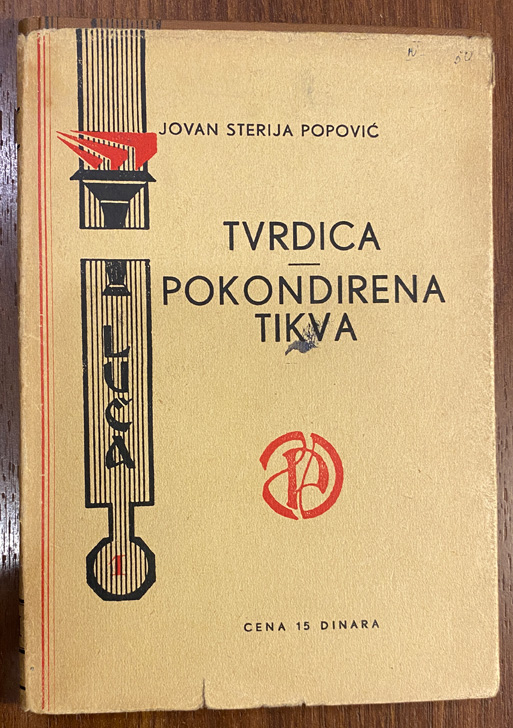 JOVAN STERIJA POPOVIĆ
TVRDICA
POKONDIRENA
TIKVA
LUČA
1
CENA 15 DINARA